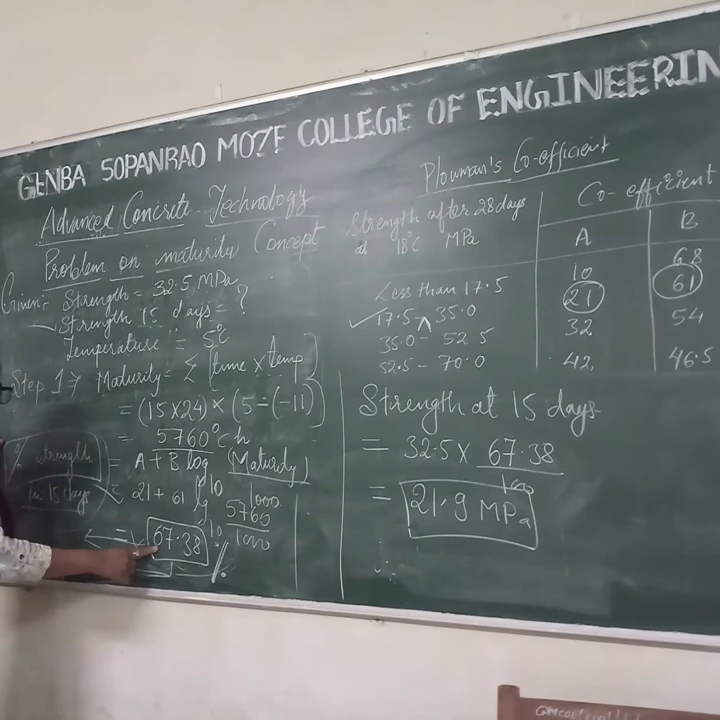 GENBA SOPANRAO MOZE COLLEGE OF ENGINEERIN
Advanced Concrete Technology
Problem on maturity Concept
Given:- Strength = 32.5 MPa
Strength 15 days = ?
Temperature = 5°C
Step 1 → Maturity = Σ [time × temp]
= (15×24) × (5-(-11))
= 5760°C h
% strength in 15 days
= A + B log10 (Maturity)
1000
= 21 + 61 log10 5760
1000
= 67.38 %
Plowman's Co-efficient
Strength after 28 days
at 18°C MPa
Co-efficient
A B
Less than 17.5 10 68
17.5 - 35.0 21 61
35.0 - 52.5 32 54
52.5 - 70.0 42 46.5
Strength at 15 days
= 32.5 × 67.38
100
= 21.9 MPa